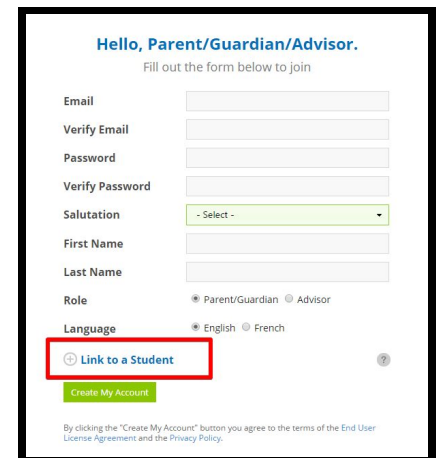 Hello, Parent/Guardian/Advisor.
Fill out the form below to join
Email
Verify Email
Password
Verify Password
Salutation - Select -
First Name
Last Name
Role Parent/Guardian Advisor
Language English French
Link to a Student ?
Create My Account
By clicking the "Create My Account" button you agree to the terms of the End User
License Agreement and the Privacy Policy.